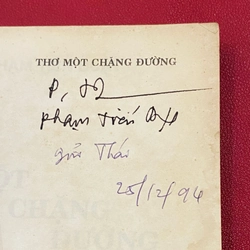 THƠ MỘT CHẶNG ĐƯỜNG
phạm Tiến Duật
gửi Thái
25/12/94